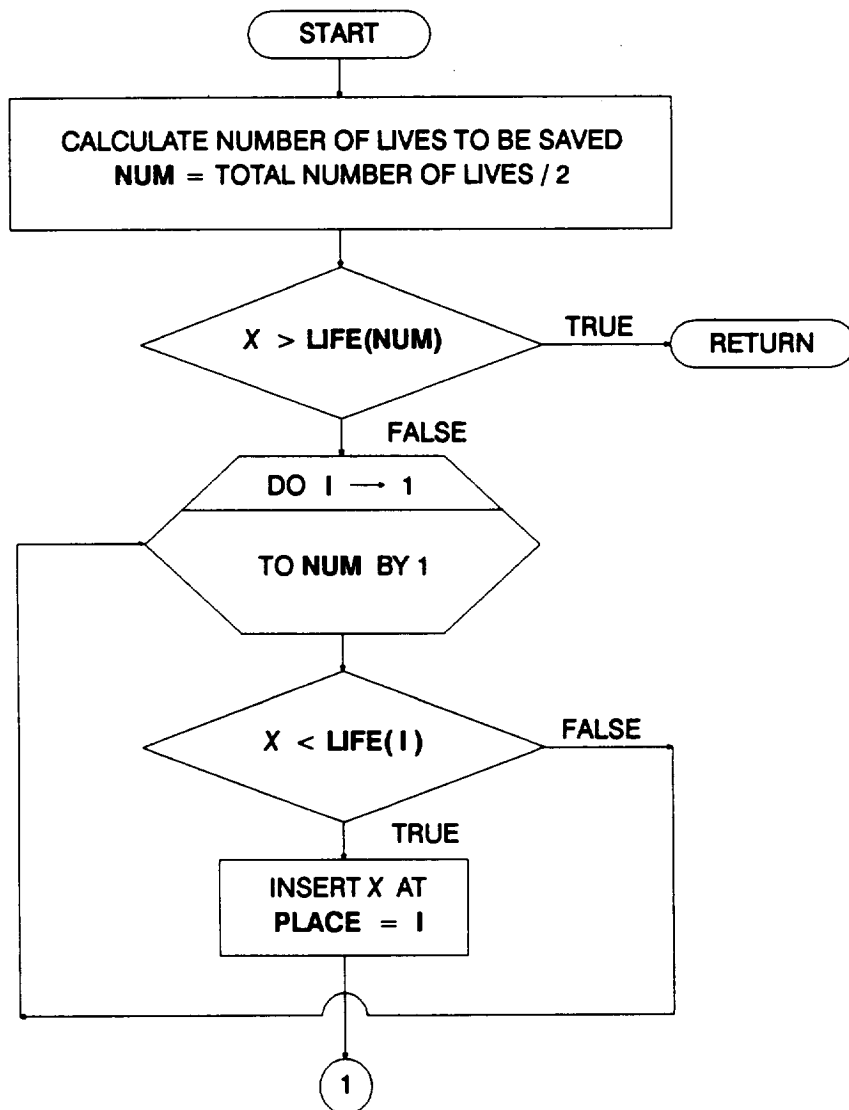 START
CALCULATE NUMBER OF LIVES TO BE SAVED
NUM = TOTAL NUMBER OF LIVES / 2
X > LIFE(NUM)
TRUE
RETURN
FALSE
DO I → 1
TO NUM BY 1
X < LIFE(I)
FALSE
TRUE
INSERT X AT
PLACE = I
1